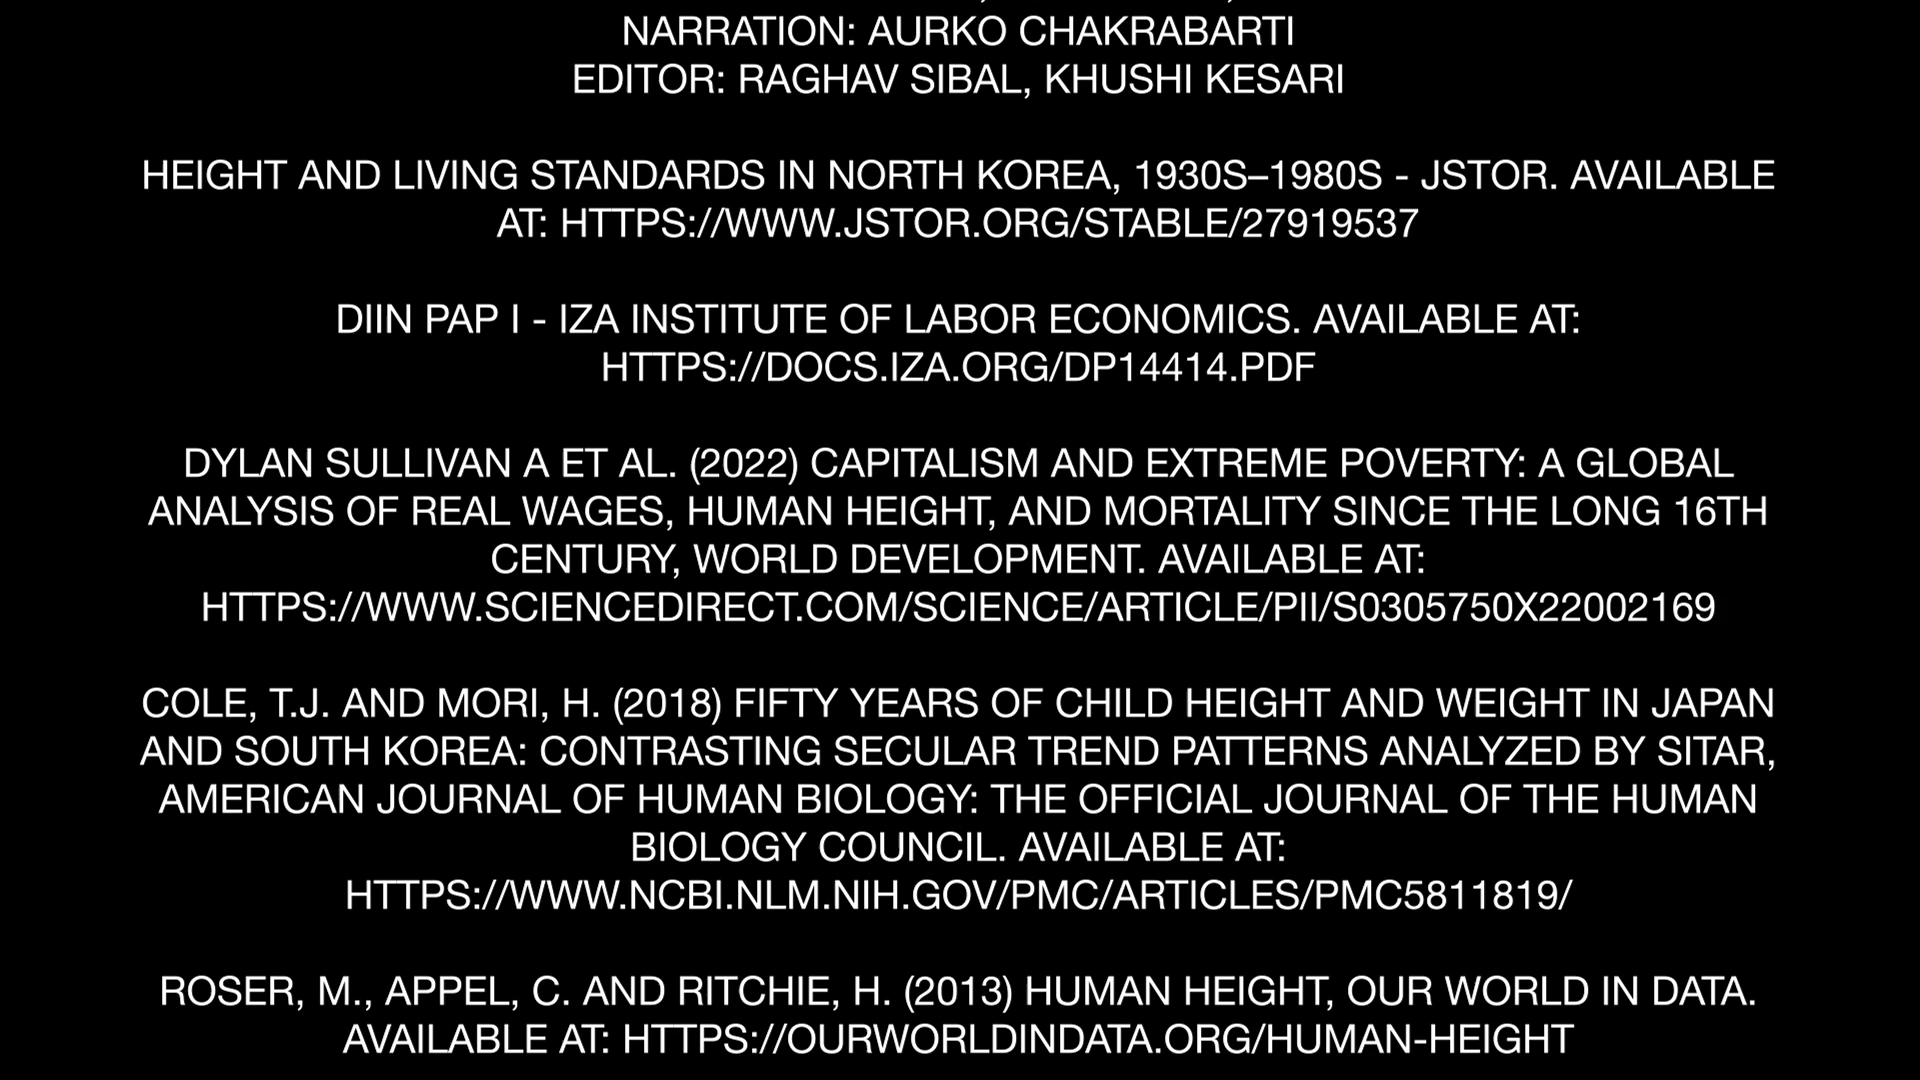 NARRATION: AURKO CHAKRABARTI
EDITOR: RAGHAV SIBAL, KHUSHI KESARI
HEIGHT AND LIVING STANDARDS IN NORTH KOREA, 1930S–1980S - JSTOR. AVAILABLE
AT: HTTPS://WWW.JSTOR.ORG/STABLE/27919537
DIIN PAP I - IZA INSTITUTE OF LABOR ECONOMICS. AVAILABLE AT:
HTTPS://DOCS.IZA.ORG/DP14414.PDF
DYLAN SULLIVAN A ET AL. (2022) CAPITALISM AND EXTREME POVERTY: A GLOBAL
ANALYSIS OF REAL WAGES, HUMAN HEIGHT, AND MORTALITY SINCE THE LONG 16TH
CENTURY, WORLD DEVELOPMENT. AVAILABLE AT:
HTTPS://WWW.SCIENCEDIRECT.COM/SCIENCE/ARTICLE/PII/S0305750X22002169
COLE, T.J. AND MORI, H. (2018) FIFTY YEARS OF CHILD HEIGHT AND WEIGHT IN JAPAN
AND SOUTH KOREA: CONTRASTING SECULAR TREND PATTERNS ANALYZED BY SITAR,
AMERICAN JOURNAL OF HUMAN BIOLOGY: THE OFFICIAL JOURNAL OF THE HUMAN
BIOLOGY COUNCIL. AVAILABLE AT:
HTTPS://WWW.NCBI.NLM.NIH.GOV/PMC/ARTICLES/PMC5811819/
ROSER, M., APPEL, C. AND RITCHIE, H. (2013) HUMAN HEIGHT, OUR WORLD IN DATA.
AVAILABLE AT: HTTPS://OURWORLDINDATA.ORG/HUMAN-HEIGHT